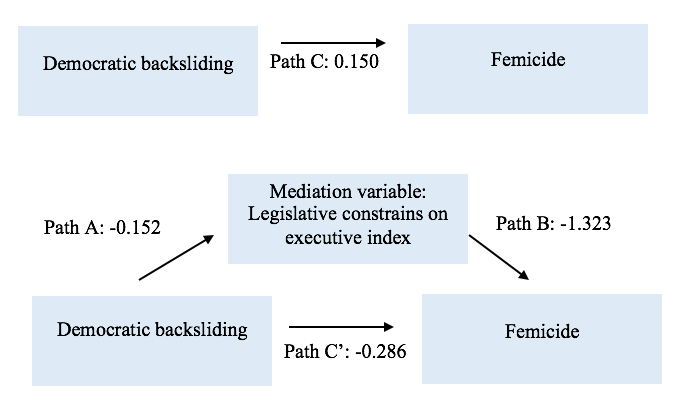 Democratic backsliding
Path C: 0.150
Femicide
Mediation variable:
Legislative constrains on
executive index
Path A: -0.152
Path B: -1.323
Democratic backsliding
Path C’: -0.286
Femicide